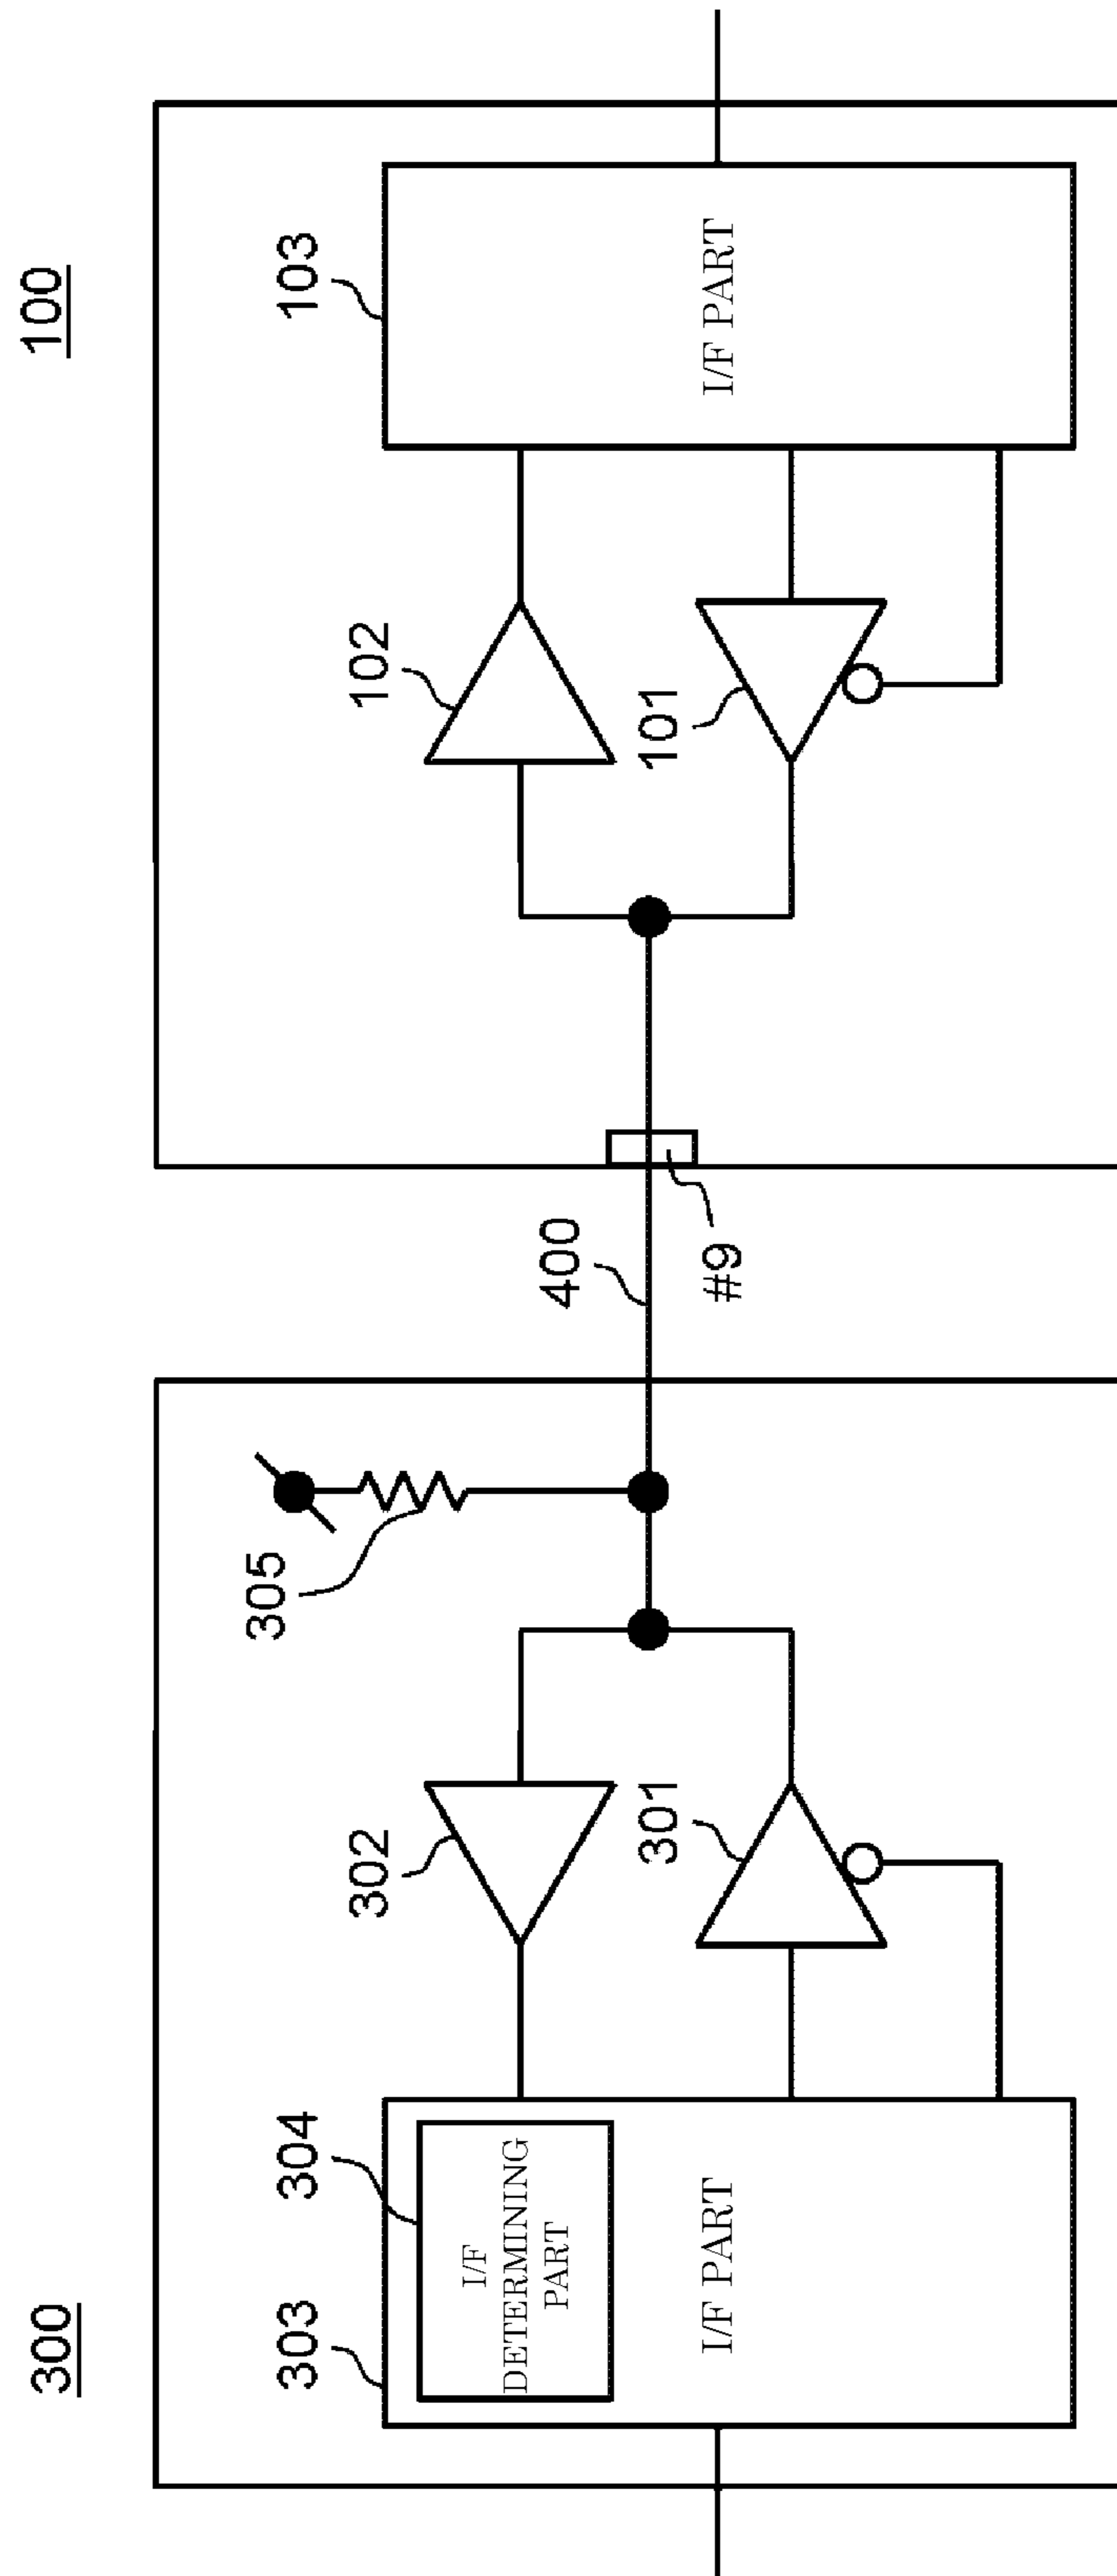 300
100
303
304
302
305
301
400
#9
102
101
103
I/F
DETERMINING
PART
I/F PART
I/F PART